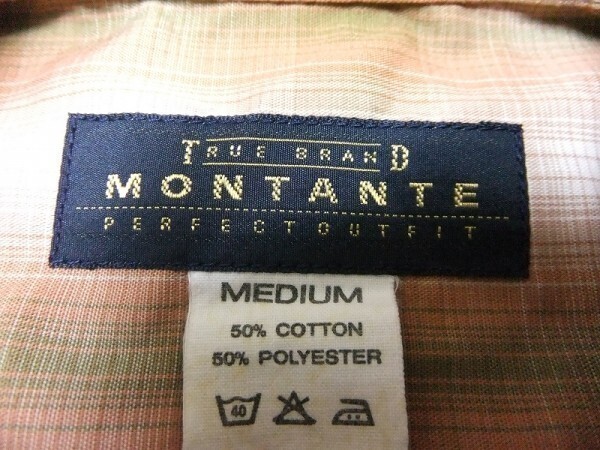 TRUE BRAND
MONTANTE
PERFECT OUTFIT
MEDIUM
50% COTTON
50% POLYESTER
40